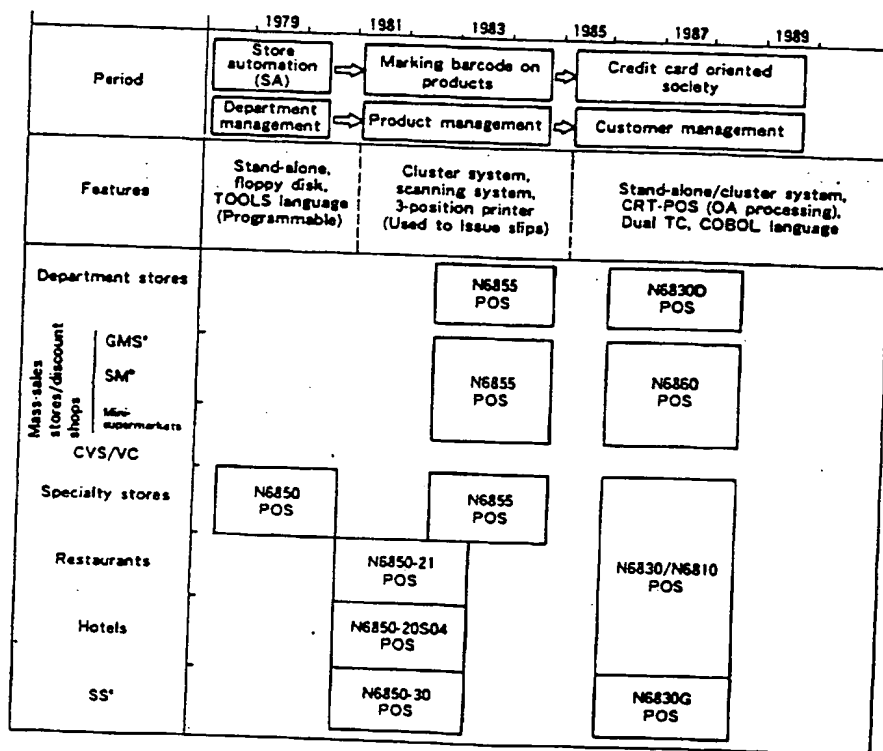 1979 1981 1983 1985 1987 1989
Period
Store
automation
(SA)
Marking barcode on
products
Credit card oriented
society
Department
management
Product management
Customer management
Features
Stand-alone,
floppy disk,
TOOLS language
(Programmable)
Cluster system,
scanning system,
3-position printer
(Used to issue slips)
Stand-alone/cluster system,
CRT-POS (OA processing),
Dual TC, COBOL language
Department stores
N6855
POS
N6830D
POS
Mass-sales
stores/discount
shops
GMS*
SM*
Mini-
supermarkets
N6855
POS
N6860
POS
CVS/VC
Specialty stores
N6850
POS
N6855
POS
N6830/N6810
POS
Restaurants
N6850-21
POS
Hotels
N6850-20S04
POS
SS*
N6850-30
POS
N6830G
POS